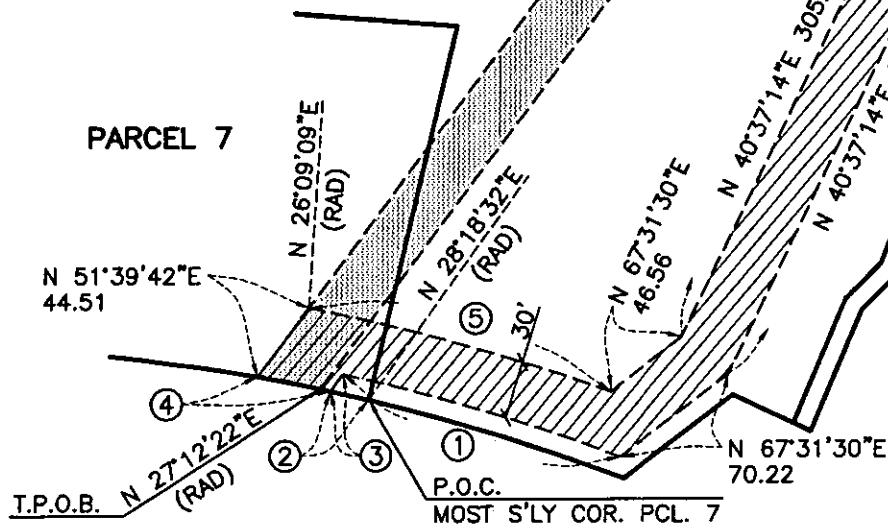 305.
N 40°37'14"E
N 40°37'14"E
PARCEL 7
N 26°09'09"E
(RAD)
N 28°18'32"E
(RAD)
N 67°31'30"E
46.56
N 51°39'42"E
44.51
5
30'
4
2
3
1
N 27°12'22"E
(RAD)
N 67°31'30"E
70.22
T.P.O.B.
P.O.C.
MOST S'LY COR. PCL. 7